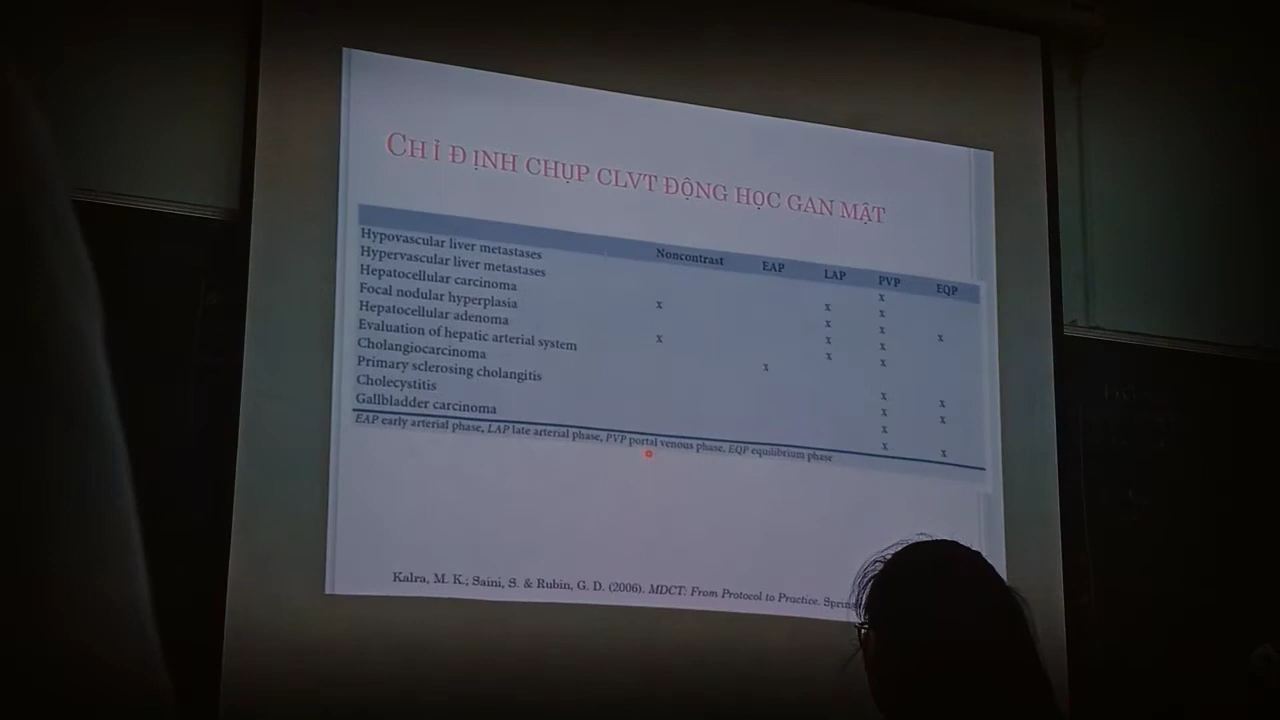 CHỈ ĐỊNH CHỤP CLVT ĐỘNG HỌC GAN MẬT
Noncontrast EAP LAP PVP EQP
Hypovascular liver metastases x
Hypervascular liver metastases x x
Hepatocellular carcinoma x x x x
Focal nodular hyperplasia x x
Hepatocellular adenoma x x x
Evaluation of hepatic arterial system x
Cholangiocarcinoma x x
Primary sclerosing cholangitis x x
Cholecystitis x
Gallbladder carcinoma x x
EAP early arterial phase, LAP late arterial phase, PVP portal venous phase, EQP equilibrium phase
Kalra, M. K.; Saini, S. & Rubin, G. D. (2006). MDCT: From Protocol to Practice.